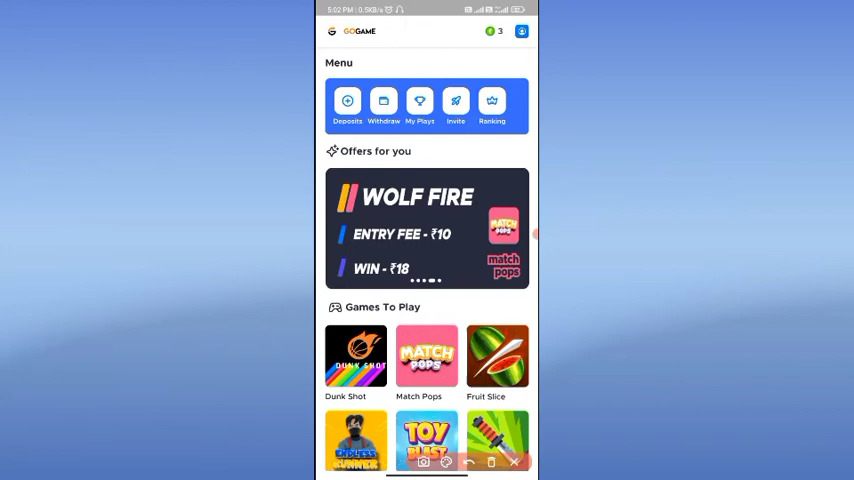 5:02 PM | 0.5KB/s
GOGAME
3
Menu
Deposits Withdraw My Plays Invite Ranking
Offers for you
WOLF FIRE
ENTRY FEE - ₹10
MATCH
POPS
WIN - ₹18
match
pops
Games To Play
DUNK SHOT
MATCH
POPS
Dunk Shot Match Pops Fruit Slice
ENDLESS
RUNNER
TOY
BLAST